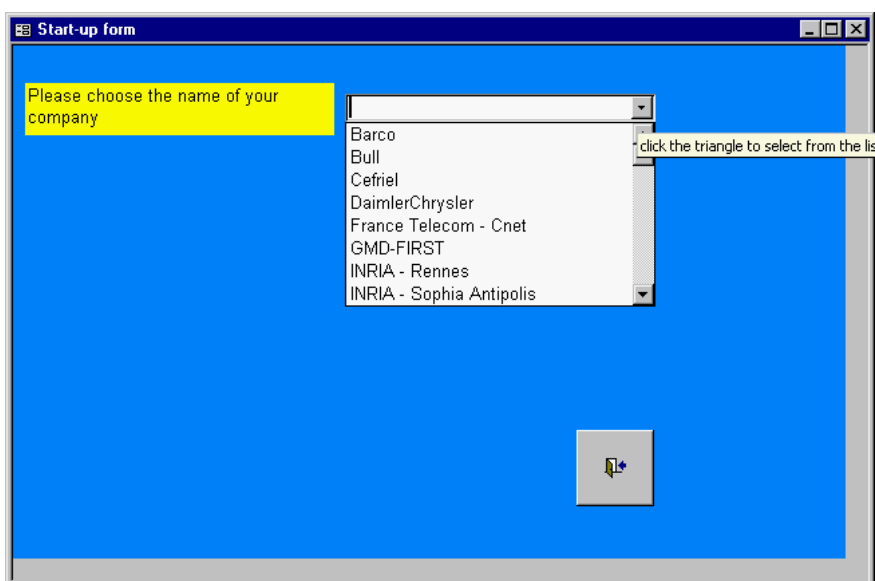 Start-up form
Please choose the name of your
company
Barco
click the triangle to select from the lis
Bull
Cefriel
DaimlerChrysler
France Telecom - Cnet
GMD-FIRST
INRIA - Rennes
INRIA - Sophia Antipolis